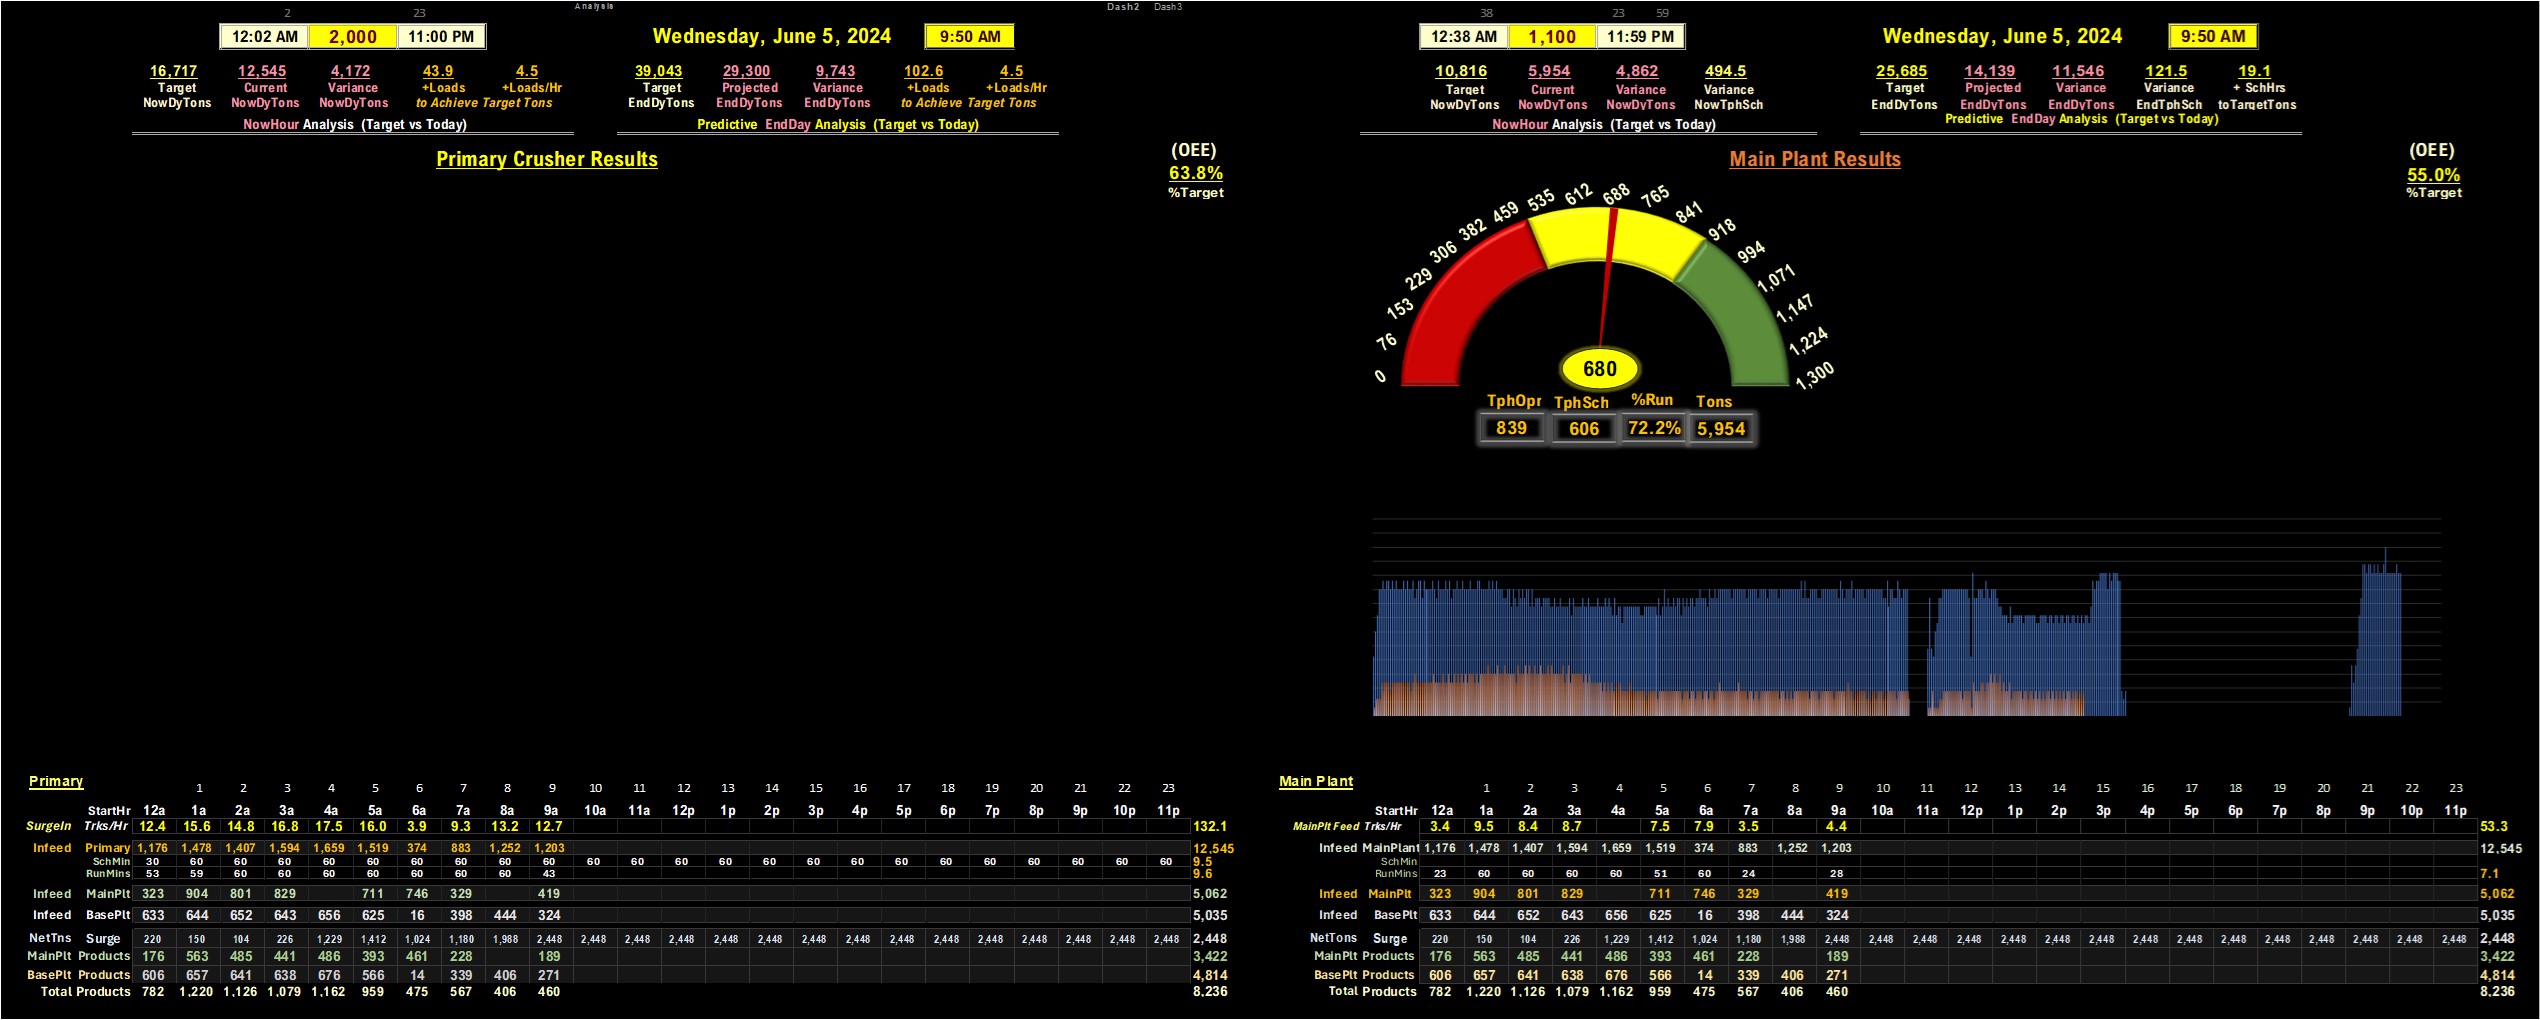 2 23 Analysis Dash2 Dash3
12:02 AM 2,000 11:00 PM Wednesday, June 5, 2024 9:50 AM
16,717 12,545 4,172 43.9 4.5 39,043 29,300 9,743 102.6 4.5
Target Current Variance +Loads +Loads/Hr Target Projected Variance +Loads +Loads/Hr
NowDyTons NowDyTons NowDyTons to Achieve Target Tons EndDyTons EndDyTons EndDyTons to Achieve Target Tons
NowHour Analysis (Target vs Today) Predictive EndDay Analysis (Target vs Today)
Primary Crusher Results
(OEE)
63.8%
%Target
38 23 59
12:38 AM 1,100 11:59 PM Wednesday, June 5, 2024 9:50 AM
10,816 5,954 4,862 494.5 25,685 14,139 11,546 121.5 19.1
Target Current Variance Variance Target Projected Variance Variance + SchHrs
NowDyTons NowDyTons NowDyTons NowTphSch EndDyTons EndDyTons EndDyTons EndTphSch toTargetTons
NowHour Analysis (Target vs Today) Predictive EndDay Analysis (Target vs Today)
Main Plant Results
(OEE)
55.0%
%Target
0 76 153 229 306 382 459 535 612 688 765 841 918 994 1,071 1,147 1,224 1,300
680
TphOpr TphSch %Run Tons
839 606 72.2% 5,954
Primary
1 2 3 4 5 6 7 8 9 10 11 12 13 14 15 16 17 18 19 20 21 22 23
StartHr 12a 1a 2a 3a 4a 5a 6a 7a 8a 9a 10a 11a 12p 1p 2p 3p 4p 5p 6p 7p 8p 9p 10p 11p
SurgeIn Trks/Hr 12.4 15.6 14.8 16.8 17.5 16.0 3.9 9.3 13.2 12.7 132.1
Infeed Primary 1,176 1,478 1,407 1,594 1,659 1,519 374 883 1,252 1,203 12,545
SchMin 30 60 60 60 60 60 60 60 60 60 60 60 60 60 60 60 60 60 60 60 60 60 60 60 9.5
RunMins 53 59 60 60 60 60 60 60 60 43 9.6
Infeed MainPlt 323 904 801 829 711 746 329 419 5,062
Infeed BasePlt 633 644 652 643 656 625 16 398 444 324 5,035
NetTns Surge 220 150 104 226 1,229 1,412 1,024 1,180 1,988 2,448 2,448 2,448 2,448 2,448 2,448 2,448 2,448 2,448 2,448 2,448 2,448 2,448 2,448 2,448 2,448
MainPlt Products 176 563 485 441 486 393 461 228 189 3,422
BasePlt Products 606 657 641 638 676 566 14 339 406 271 4,814
Total Products 782 1,220 1,126 1,079 1,162 959 475 567 406 460 8,236
Main Plant
1 2 3 4 5 6 7 8 9 10 11 12 13 14 15 16 17 18 19 20 21 22 23
StartHr 12a 1a 2a 3a 4a 5a 6a 7a 8a 9a 10a 11a 12p 1p 2p 3p 4p 5p 6p 7p 8p 9p 10p 11p
MainPlt Feed Trks/Hr 3.4 9.5 8.4 8.7 7.5 7.9 3.5 4.4 53.3
Infeed MainPlant 1,176 1,478 1,407 1,594 1,659 1,519 374 883 1,252 1,203 12,545
SchMin
RunMins 23 60 60 60 60 51 60 24 28 7.1
Infeed MainPlt 323 904 801 829 711 746 329 419 5,062
Infeed BasePlt 633 644 652 643 656 625 16 398 444 324 5,035
NetTons Surge 220 150 104 226 1,229 1,412 1,024 1,180 1,988 2,448 2,448 2,448 2,448 2,448 2,448 2,448 2,448 2,448 2,448 2,448 2,448 2,448 2,448 2,448 2,448
MainPlt Products 176 563 485 441 486 393 461 228 189 3,422
BasePlt Products 606 657 641 638 676 566 14 339 406 271 4,814
Total Products 782 1,220 1,126 1,079 1,162 959 475 567 406 460 8,236